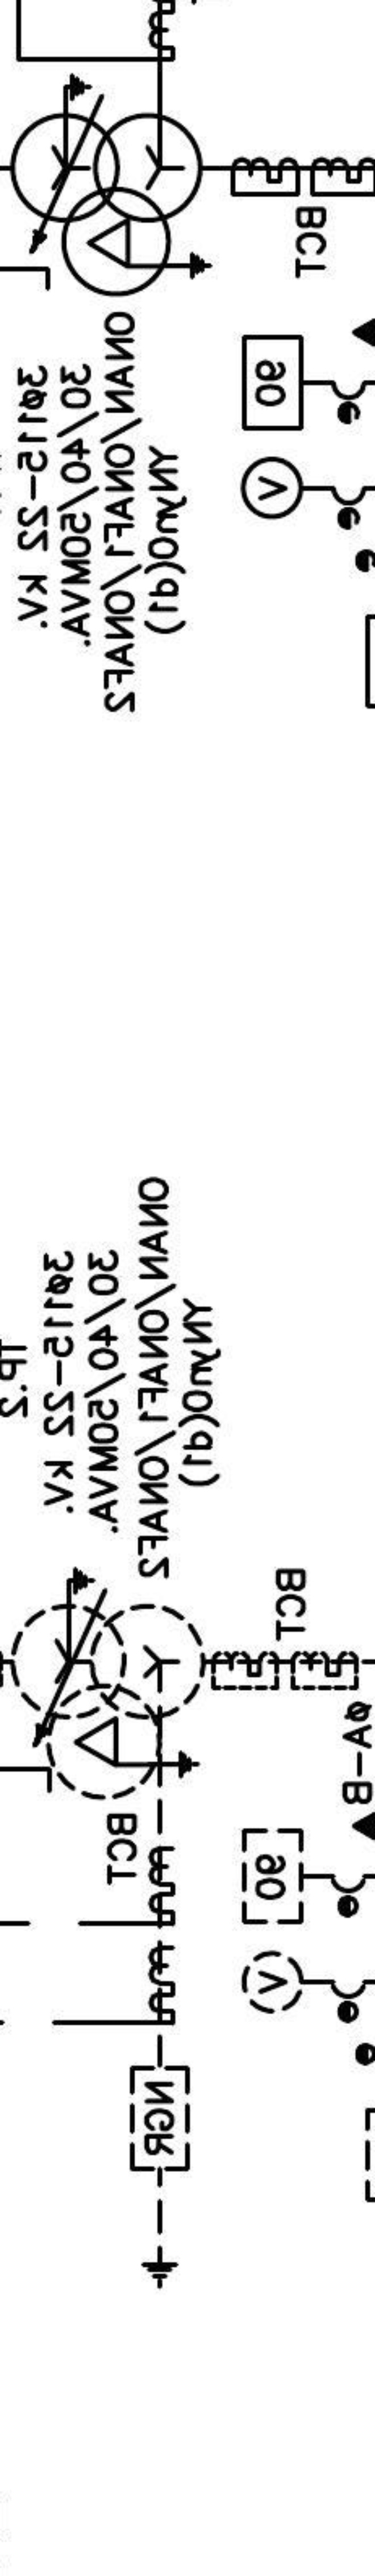 3φ115-22 kV.
30/40/50MVA.
ONAN/ONAF1/ONAF2
YNyn0(d1)
BCT
90
V
TP.2
3φ115-22 kV.
30/40/50MVA.
ONAN/ONAF1/ONAF2
YNyn0(d1)
BCT
BCT
φA-B
90
V
NGR